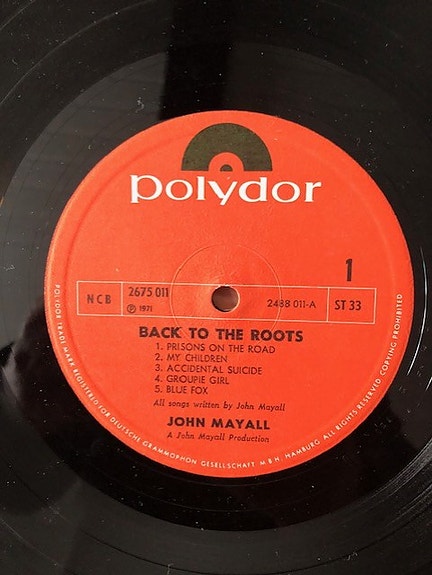 polydor
1
NCB
2675 011
℗ 1971
2488 011-A
ST 33
BACK TO THE ROOTS
1. PRISONS ON THE ROAD
2. MY CHILDREN
3. ACCIDENTAL SUICIDE
4. GROUPIE GIRL
5. BLUE FOX
All songs written by John Mayall
JOHN MAYALL
A John Mayall Production
POLYDOR TRADE MARK REGISTERED FOR DEUTSCHE GRAMMOPHON GESELLSCHAFT M.B.H. HAMBURG ALL RIGHTS RESERVED. COPYING PROHIBITED